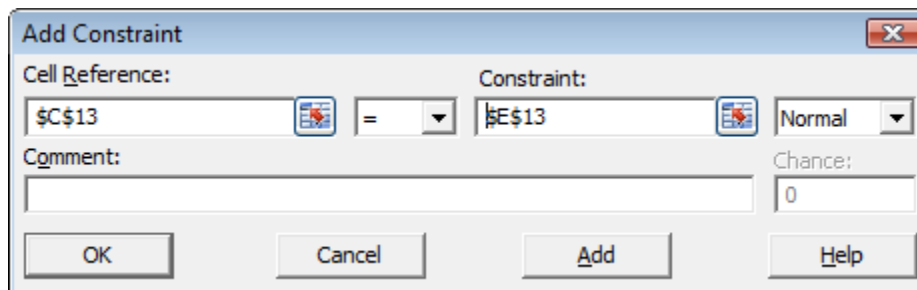 Add Constraint
Cell Reference: Constraint:
$C$13 = $E$13 Normal
Comment: Chance:
0
OK Cancel Add Help